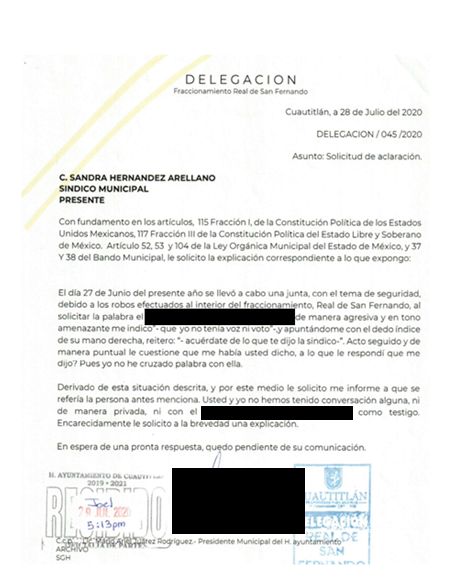 DELEGACION
Fraccionamiento Real de San Fernando
Cuautitlán, a 28 de Julio del 2020
DELEGACION / 045 /2020
Asunto: Solicitud de aclaración.
C. SANDRA HERNANDEZ ARELLANO
SINDICO MUNICIPAL
PRESENTE
Con fundamento en los artículos, 115 Fracción I, de la Constitución Política de los Estados
Unidos Mexicanos, 117 Fracción III de la Constitución Política del Estado Libre y Soberano
de México. Artículo 52, 53 y 104 de la Ley Orgánica Municipal del Estado de México, y 37
Y 38 del Bando Municipal, le solicito la explicación correspondiente a lo que expongo:
El día 27 de Junio del presente año se llevó a cabo una junta, con el tema de seguridad,
debido a los robos efectuados al interior del fraccionamiento, Real de San Fernando, al
solicitar la palabra el de manera agresiva y en tono
amenazante me indico"- que yo no tenía voz ni voto"-,y apuntándome con el dedo índice
de su mano derecha, reitero: "- acuérdate de lo que te dijo la sindico-". Acto seguido y de
manera puntual le cuestione que me había usted dicho, a lo que le respondí que me
dijo? Pues yo no he cruzado palabra con ella.
Derivado de esta situación descrita, y por este medio le solicito me informe a que se
refería la persona antes menciona. Usted y yo no hemos tenido conversación alguna, ni
de manera privada, ni con el como testigo.
Encarecidamente le solicito a la brevedad una explicación.
En espera de una pronta respuesta, quedo pendiente de su comunicación.
H. AYUNTAMIENTO DE CUAUTITLÁN
2019 - 2021
RECIBIDO
Joel
29 JUL 2020
5:13pm
OFICIALIA DE PARTES
CUAUTITLÁN
DELEGACIÓN
REAL DE
SAN
FERNANDO
C.c.p. Dr. Mario Ariel Juárez Rodríguez.- Presidente Municipal del H. ayuntamiento
ARCHIVO
SGH